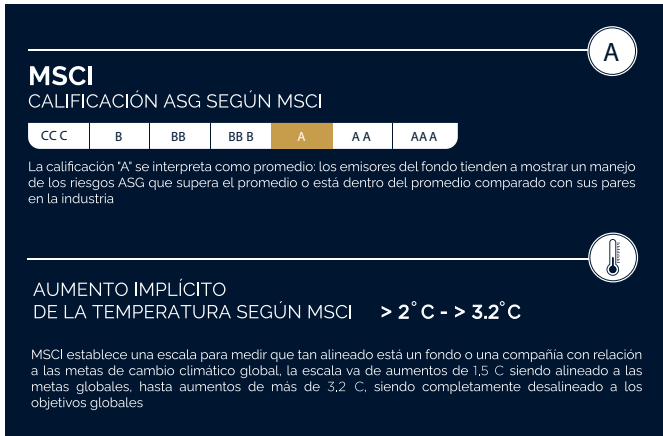 A
MSCI
CALIFICACIÓN ASG SEGÚN MSCI
CC C B BB BB B A A A AA A
La calificación "A" se interpreta como promedio: los emisores del fondo tienden a mostrar un manejo
de los riesgos ASG que supera el promedio o está dentro del promedio comparado con sus pares
en la industria
AUMENTO IMPLÍCITO
DE LA TEMPERATURA SEGÚN MSCI > 2°C - > 3.2°C
MSCI establece una escala para medir que tan alineado está un fondo o una compañía con relación
a las metas de cambio climático global, la escala va de aumentos de 1,5 C siendo alineado a las
metas globales, hasta aumentos de más de 3,2 C, siendo completamente desalineado a los
objetivos globales